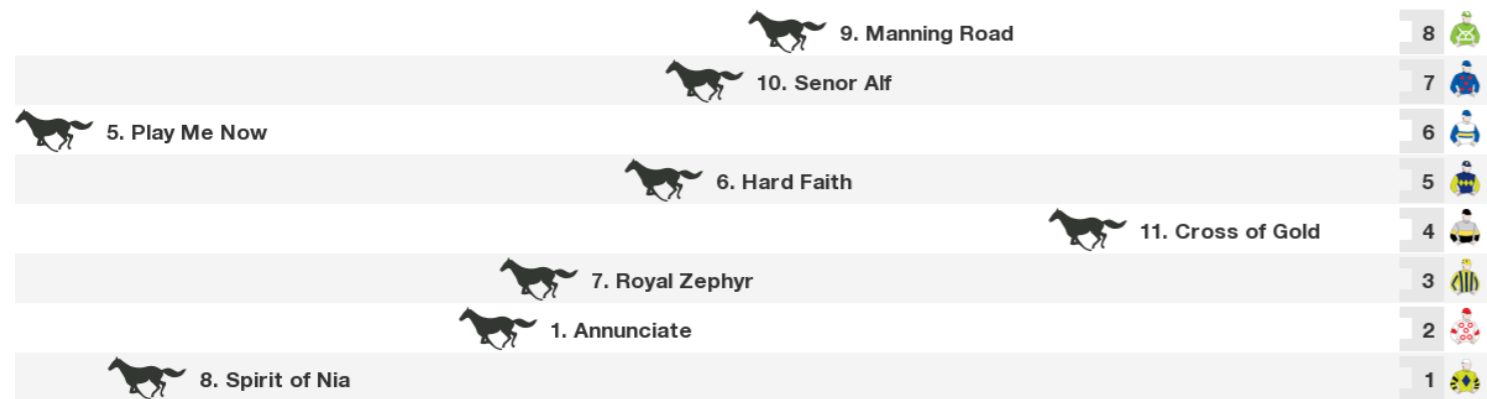 9. Manning Road 8
10. Senor Alf 7
5. Play Me Now 6
6. Hard Faith 5
11. Cross of Gold 4
7. Royal Zephyr 3
1. Annunciate 2
8. Spirit of Nia 1